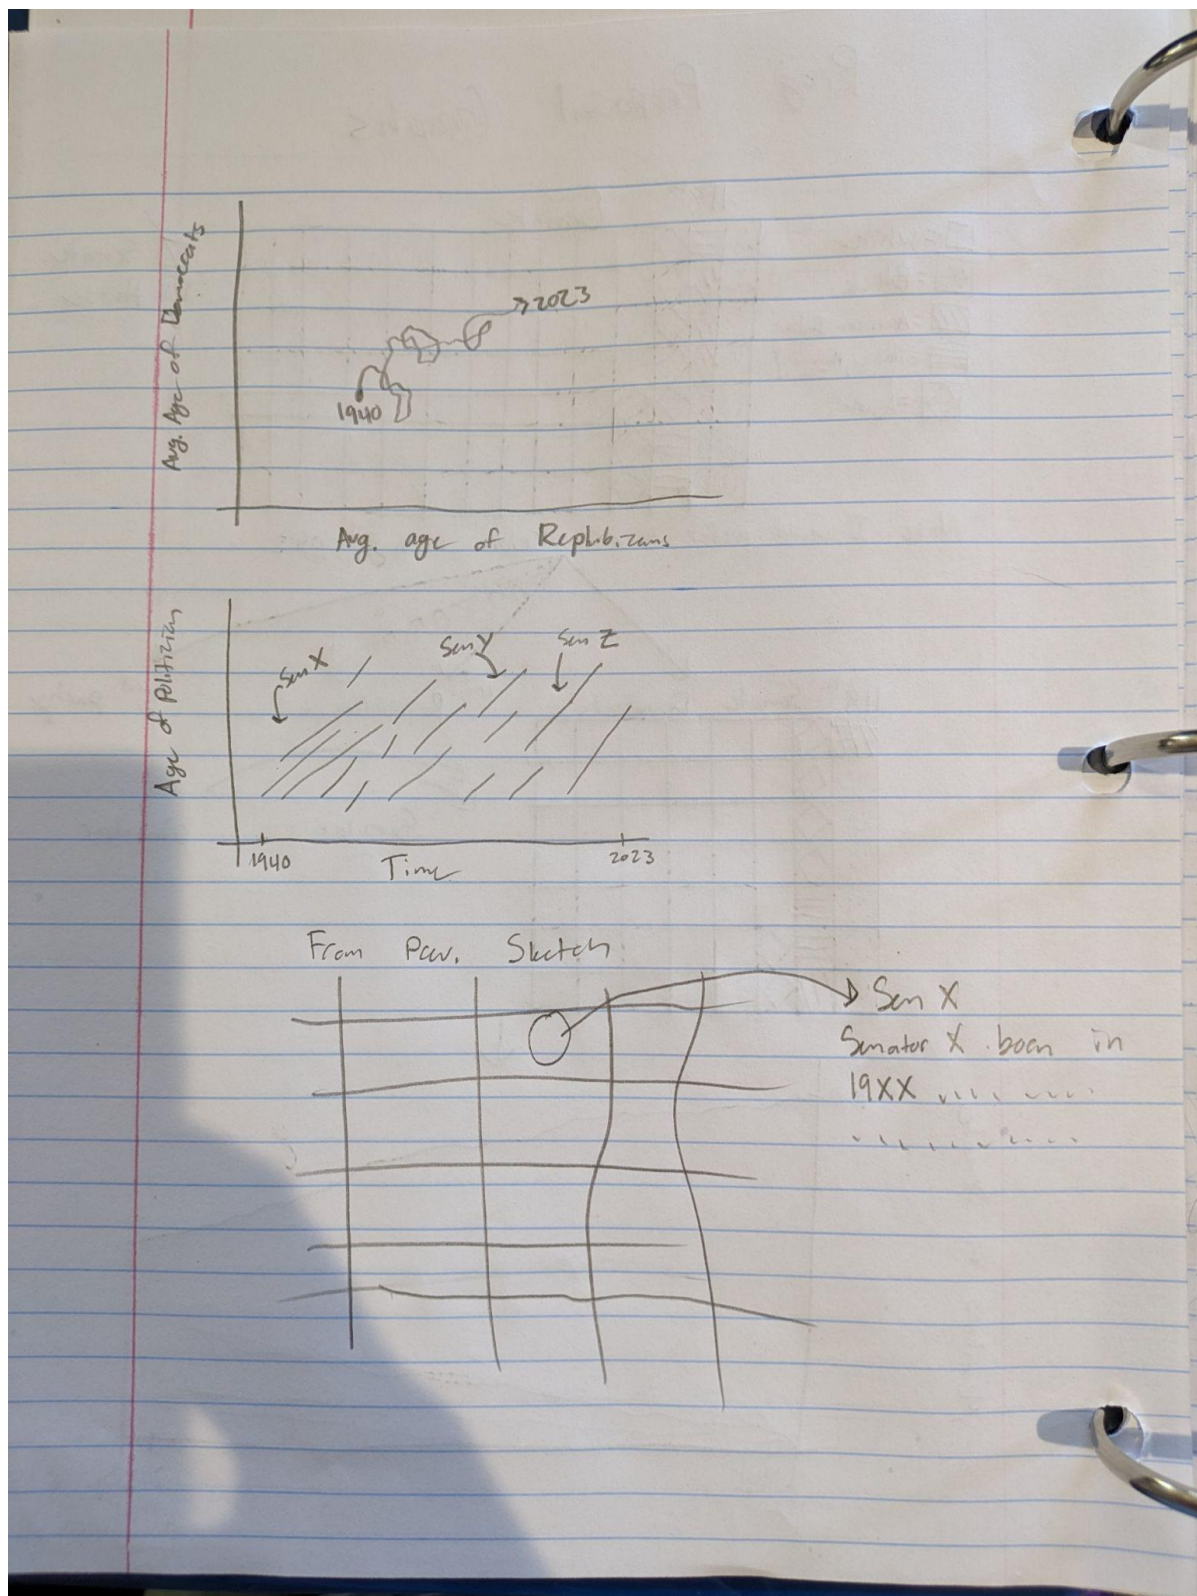 Avg. Age of Democrats
2023
1940
Avg. age of Replubicans
Age of Politician
Sen X
Sen Y
Sen Z
1940
Time
2023
From Prev. Sketch
Sen X
Senator X born in
19XX